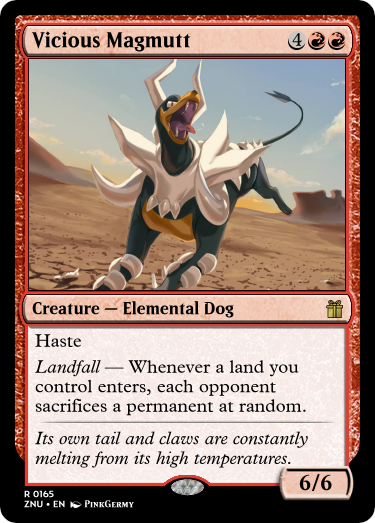 Vicious Magmutt 4
Creature — Elemental Dog
Haste
Landfall — Whenever a land you
control enters, each opponent
sacrifices a permanent at random.
Its own tail and claws are constantly
melting from its high temperatures.
6/6
R 0165
ZNU • EN PinkGermy